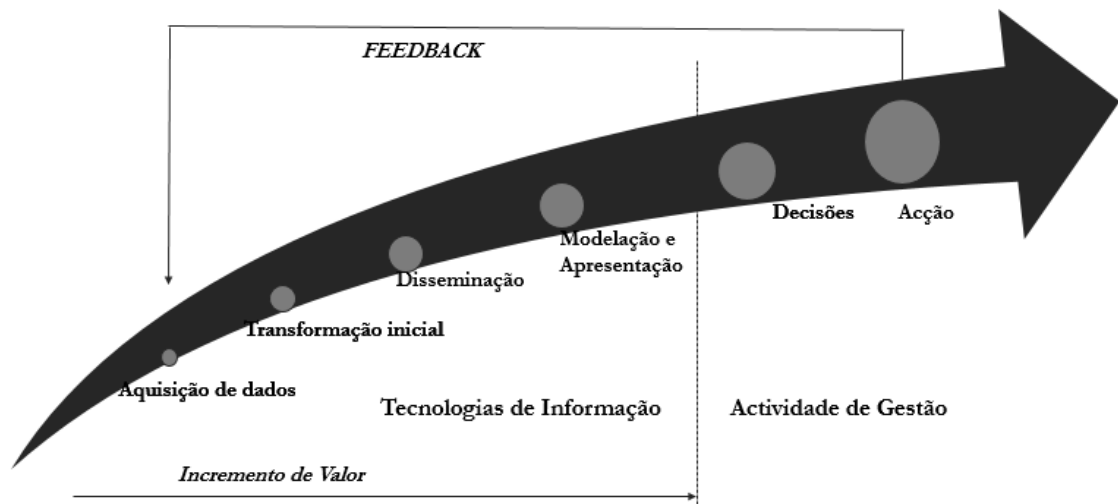 FEEDBACK
Decisões
Acção
Modelação e
Apresentação
Disseminação
Transformação inicial
Aquisição de dados
Tecnologias de Informação
Actividade de Gestão
Incremento de Valor